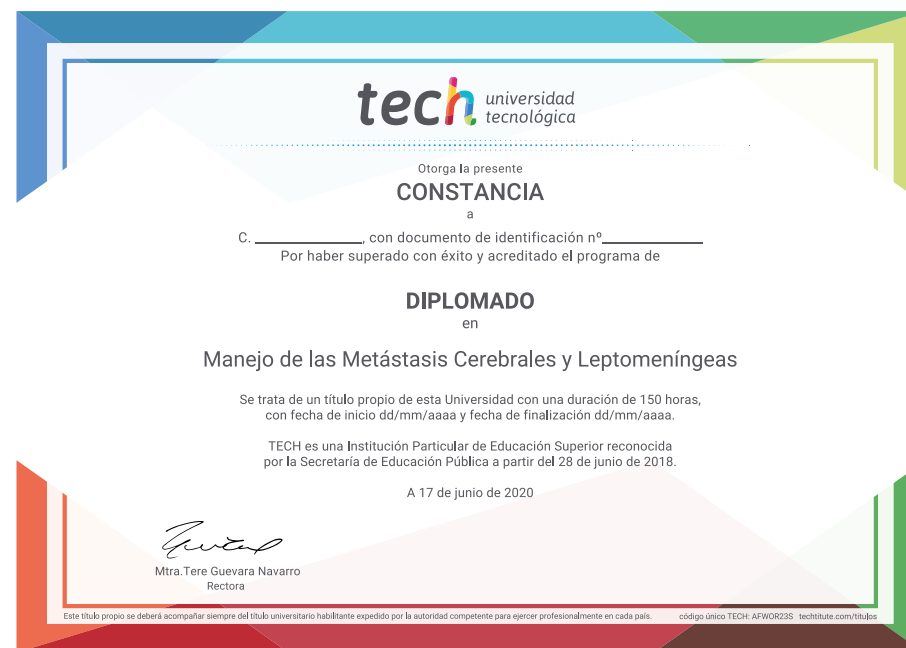 tech universidad
tecnológica
Otorga la presente
CONSTANCIA
a
C. ____________, con documento de identificación nº____________
Por haber superado con éxito y acreditado el programa de
DIPLOMADO
en
Manejo de las Metástasis Cerebrales y Leptomeníngeas
Se trata de un título propio de esta Universidad con una duración de 150 horas,
con fecha de inicio dd/mm/aaaa y fecha de finalización dd/mm/aaaa.
TECH es una Institución Particular de Educación Superior reconocida
por la Secretaría de Educación Pública a partir del 28 de junio de 2018.
A 17 de junio de 2020
Mtra.Tere Guevara Navarro
Rectora
Este título propio se deberá acompañar siempre del título universitario habilitante expedido por la autoridad competente para ejercer profesionalmente en cada país. código único TECH: AFWOR23S techtitute.com/titulos